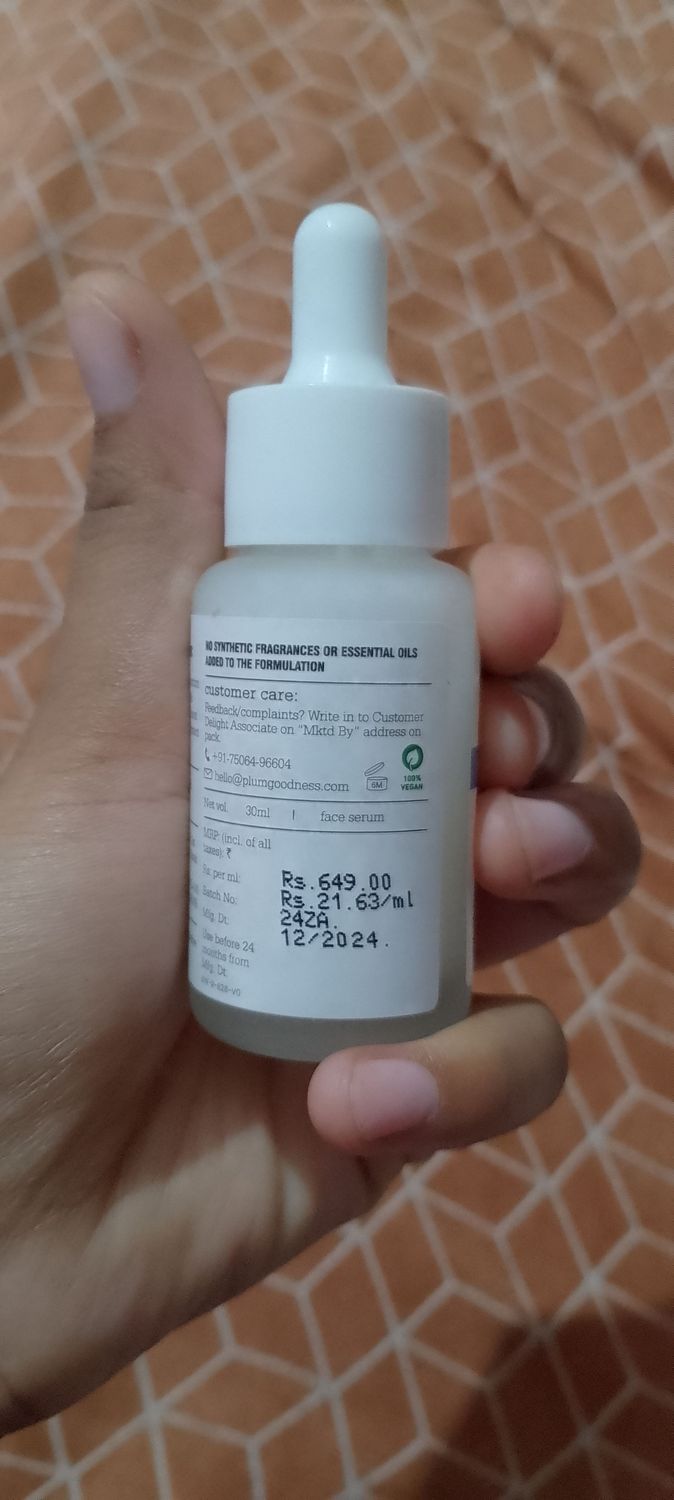 NO SYNTHETIC FRAGRANCES OR ESSENTIAL OILS
ADDED TO THE FORMULATION
customer care:
Feedback/complaints? Write in to Customer
Delight Associate on "Mktd By" address on
pack.
+91-75064-96604
hello@plumgoodness.com
6M
100%
VEGAN
Net vol. 30ml | face serum
MRP: (incl. of all
taxes): ₹
Rs. per ml:
Batch No:
Mfg. Dt:
Use before 24
months from
Mfg. Dt.
Rs.649.00
Rs.21.63/ml
24ZA.
12/2024.